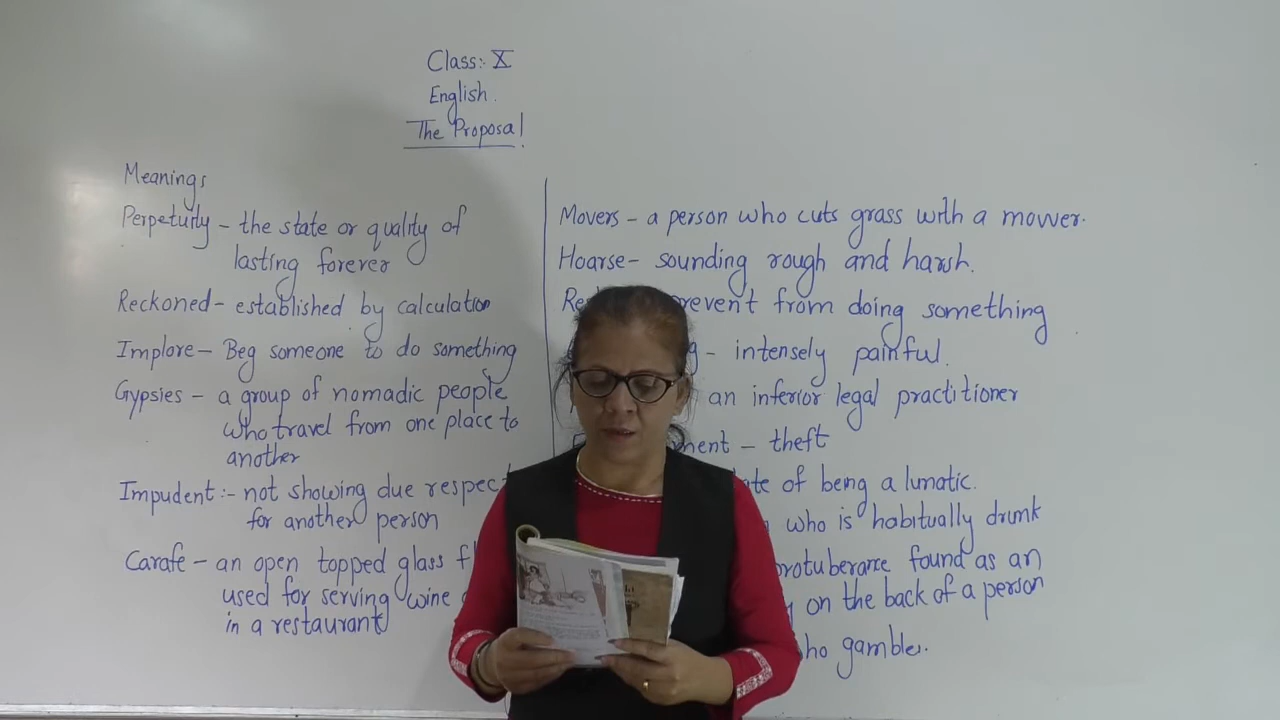 Class:- X
English.
The Proposal
Meanings
Perpetuity - the state or quality of
lasting forever
Reckoned - established by calculation
Implore - Beg someone to do something
Gypsies - a group of nomadic people
who travel from one place to
another
Impudent :- not showing due respect
for another person
Carafe - an open topped glass
used for serving wine
in a restaurant
Movers - a person who cuts grass with a mower.
Hoarse - sounding rough and harsh.
prevent from doing something
- intensely painful.
an inferior legal practitioner
- theft
of being a lunatic.
who is habitually drunk
protuberance found as an
on the back of a person
who gambles.